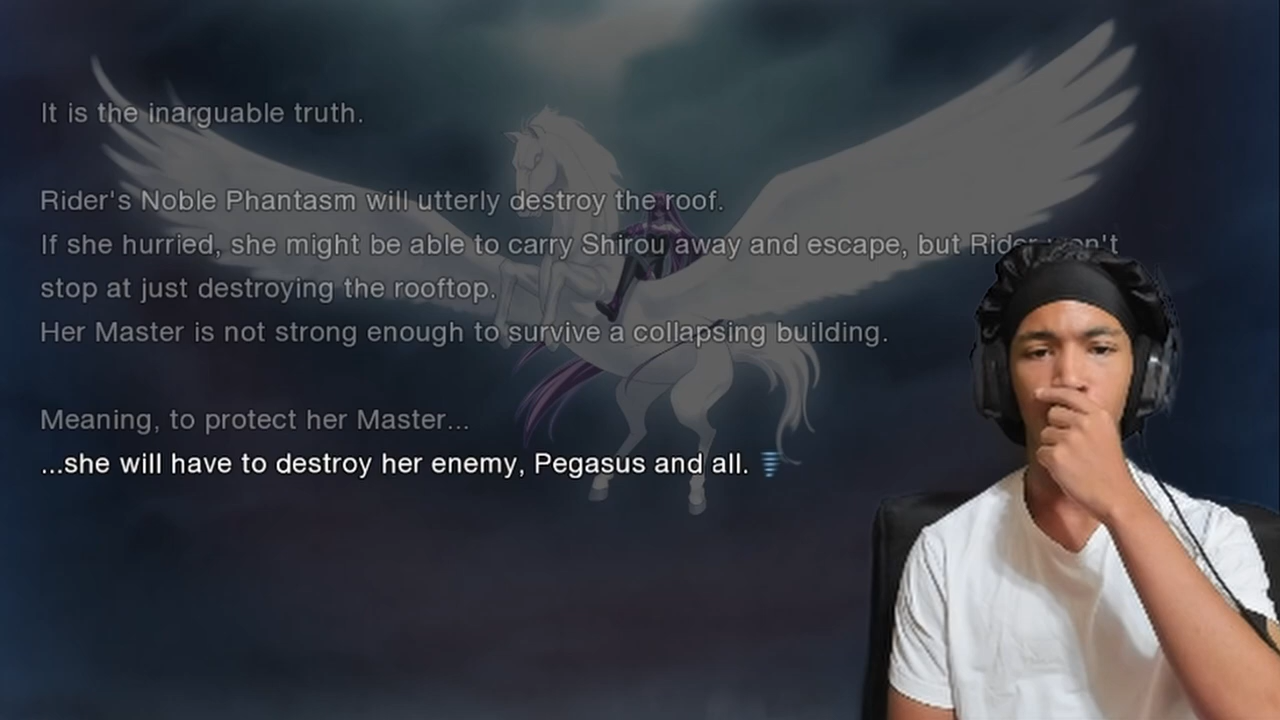 It is the inarguable truth.
Rider's Noble Phantasm will utterly destroy the roof.
If she hurried, she might be able to carry Shirou away and escape, but Rider won't
stop at just destroying the rooftop.
Her Master is not strong enough to survive a collapsing building.
Meaning, to protect her Master...
...she will have to destroy her enemy, Pegasus and all.